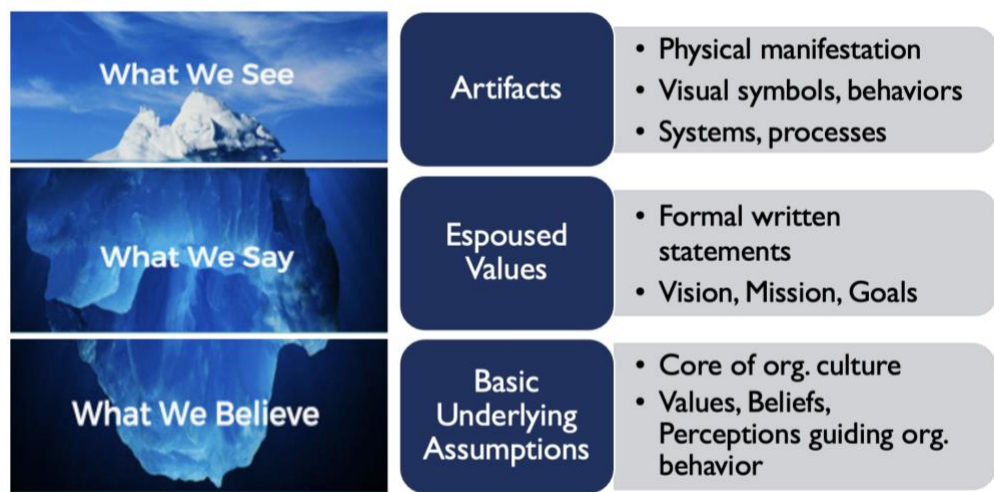 What We See
Artifacts
• Physical manifestation
• Visual symbols, behaviors
• Systems, processes
What We Say
Espoused
Values
• Formal written
statements
• Vision, Mission, Goals
What We Believe
Basic
Underlying
Assumptions
• Core of org. culture
• Values, Beliefs,
Perceptions guiding org.
behavior